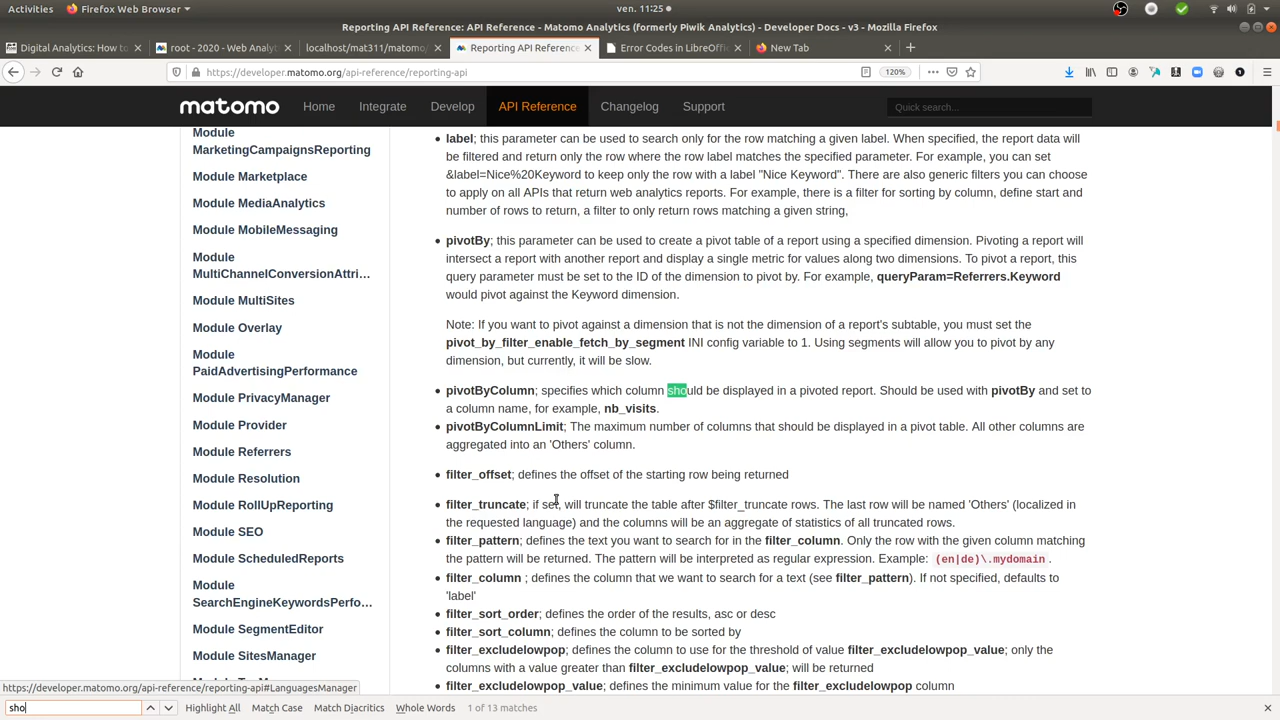 Activities
Firefox Web Browser
ven. 11:25
Reporting API Reference: API Reference - Matomo Analytics (formerly Piwik Analytics) - Developer Docs - v3 - Mozilla Firefox
Digital Analytics: How to
root - 2020 - Web Analyt
localhost/mat311/matomo/
Reporting API Reference
Error Codes in LibreOffi
New Tab
https://developer.matomo.org/api-reference/reporting-api
120%
matomo
Home
Integrate
Develop
API Reference
Changelog
Support
Quick search...
Module
MarketingCampaignsReporting
Module Marketplace
Module MediaAnalytics
Module MobileMessaging
Module
MultiChannelConversionAttri...
Module MultiSites
Module Overlay
Module
PaidAdvertisingPerformance
Module PrivacyManager
Module Provider
Module Referrers
Module Resolution
Module RollUpReporting
Module SEO
Module ScheduledReports
Module
SearchEngineKeywordsPerfo...
Module SegmentEditor
Module SitesManager
label; this parameter can be used to search only for the row matching a given label. When specified, the report data will
be filtered and return only the row where the row label matches the specified parameter. For example, you can set
&label=Nice%20Keyword to keep only the row with a label "Nice Keyword". There are also generic filters you can choose
to apply on all APIs that return web analytics reports. For example, there is a filter for sorting by column, define start and
number of rows to return, a filter to only return rows matching a given string,
pivotBy; this parameter can be used to create a pivot table of a report using a specified dimension. Pivoting a report will
intersect a report with another report and display a single metric for values along two dimensions. To pivot a report, this
query parameter must be set to the ID of the dimension to pivot by. For example, queryParam=Referrers.Keyword
would pivot against the Keyword dimension.
Note: If you want to pivot against a dimension that is not the dimension of a report's subtable, you must set the
pivot_by_filter_enable_fetch_by_segment INI config variable to 1. Using segments will allow you to pivot by any
dimension, but currently, it will be slow.
pivotByColumn; specifies which column should be displayed in a pivoted report. Should be used with pivotBy and set to
a column name, for example, nb_visits.
pivotByColumnLimit; The maximum number of columns that should be displayed in a pivot table. All other columns are
aggregated into an 'Others' column.
filter_offset; defines the offset of the starting row being returned
filter_truncate; if set, will truncate the table after $filter_truncate rows. The last row will be named 'Others' (localized in
the requested language) and the columns will be an aggregate of statistics of all truncated rows.
filter_pattern; defines the text you want to search for in the filter_column. Only the row with the given column matching
the pattern will be returned. The pattern will be interpreted as regular expression. Example: (en|de)\.mydomain.
filter_column ; defines the column that we want to search for a text (see filter_pattern). If not specified, defaults to
'label'
filter_sort_order; defines the order of the results, asc or desc
filter_sort_column; defines the column to be sorted by
filter_excludelowpop; defines the column to use for the threshold of value filter_excludelowpop_value; only the
columns with a value greater than filter_excludelowpop_value; will be returned
filter_excludelowpop_value; defines the minimum value for the filter_excludelowpop column
https://developer.matomo.org/api-reference/reporting-api#LanguagesManager
sho
Highlight All
Match Case
Match Diacritics
Whole Words
1 of 13 matches